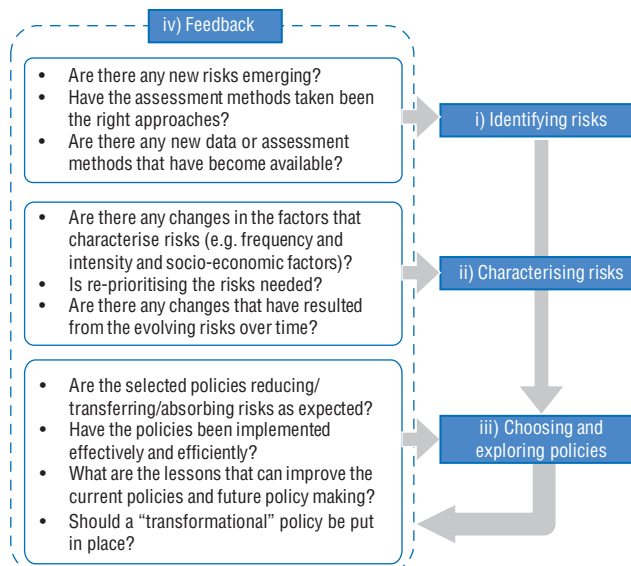 iv) Feedback
• Are there any new risks emerging?
• Have the assessment methods taken been
the right approaches?
• Are there any new data or assessment
methods that have become available?
i) Identifying risks
• Are there any changes in the factors that
characterise risks (e.g. frequency and
intensity and socio-economic factors)?
• Is re-prioritising the risks needed?
• Are there any changes that have resulted
from the evolving risks over time?
ii) Characterising risks
• Are the selected policies reducing/
transferring/absorbing risks as expected?
• Have the policies been implemented
effectively and efficiently?
• What are the lessons that can improve the
current policies and future policy making?
• Should a “transformational” policy be put
in place?
iii) Choosing and
exploring policies